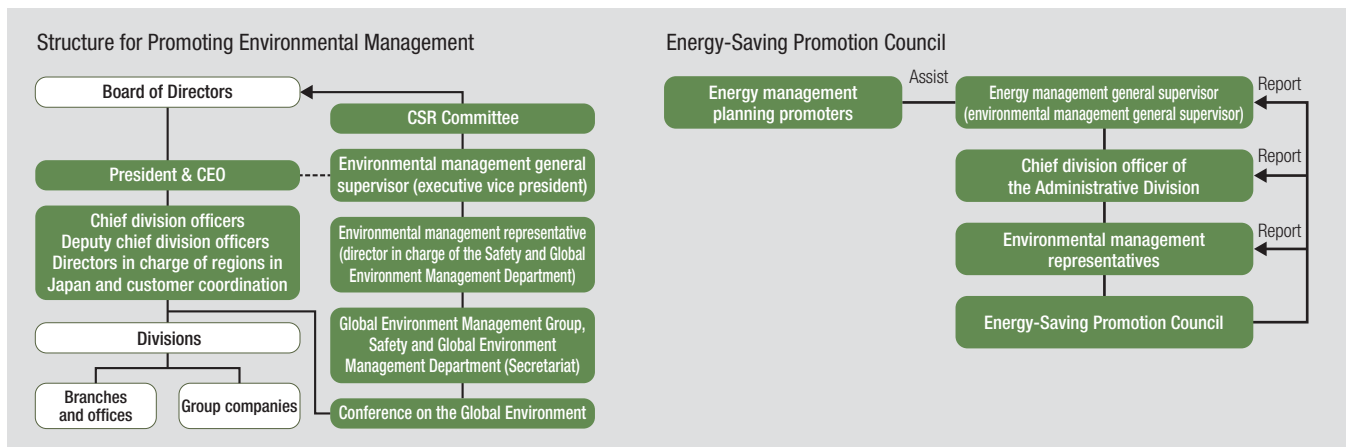 Structure for Promoting Environmental Management
Board of Directors
CSR Committee
President & CEO
Environmental management general
supervisor (executive vice president)
Chief division officers
Deputy chief division officers
Directors in charge of regions in
Japan and customer coordination
Environmental management representative
(director in charge of the Safety and Global
Environment Management Department)
Divisions
Global Environment Management Group,
Safety and Global Environment
Management Department (Secretariat)
Branches
and offices
Group companies
Conference on the Global Environment
Energy-Saving Promotion Council
Energy management
planning promoters
Assist
Energy management general supervisor
(environmental management general supervisor)
Report
Chief division officer of
the Administrative Division
Report
Environmental management
representatives
Report
Energy-Saving Promotion Council